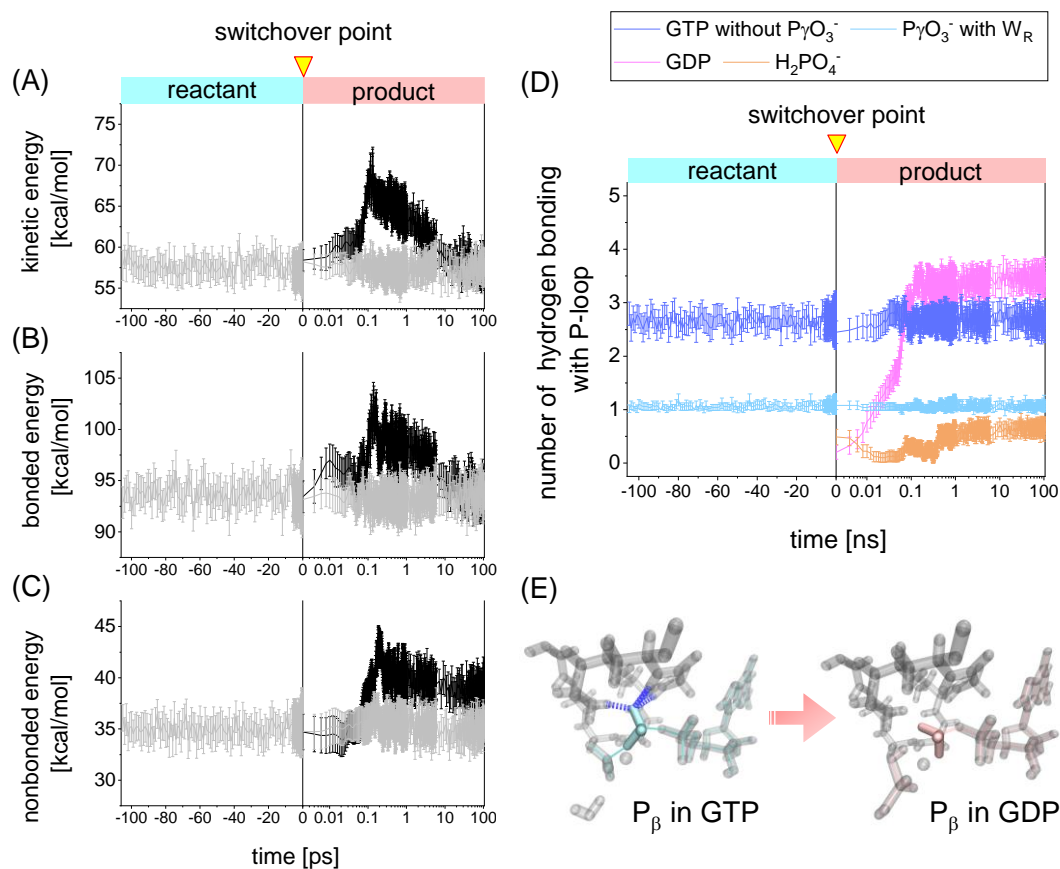 (A)
switchover point
reactant
product
kinetic energy
[kcal/mol]
75
70
65
60
55
-100 -80 -60 -40 -20 0 0.01 0.1 1 10 100
(B)
bonded energy
[kcal/mol]
105
100
95
90
-100 -80 -60 -40 -20 0 0.01 0.1 1 10 100
(C)
nonbonded energy
[kcal/mol]
45
40
35
30
-100 -80 -60 -40 -20 0 0.01 0.1 1 10 100
time [ps]
GTP without PγO₃⁻
PγO₃⁻ with W_R
GDP
H₂PO₄⁻
(D)
switchover point
reactant
product
number of hydrogen bonding
with P-loop
5
4
3
2
1
0
-100 -80 -60 -40 -20 0 0.01 0.1 1 10 100
time [ns]
(E)
Pβ in GTP
Pβ in GDP